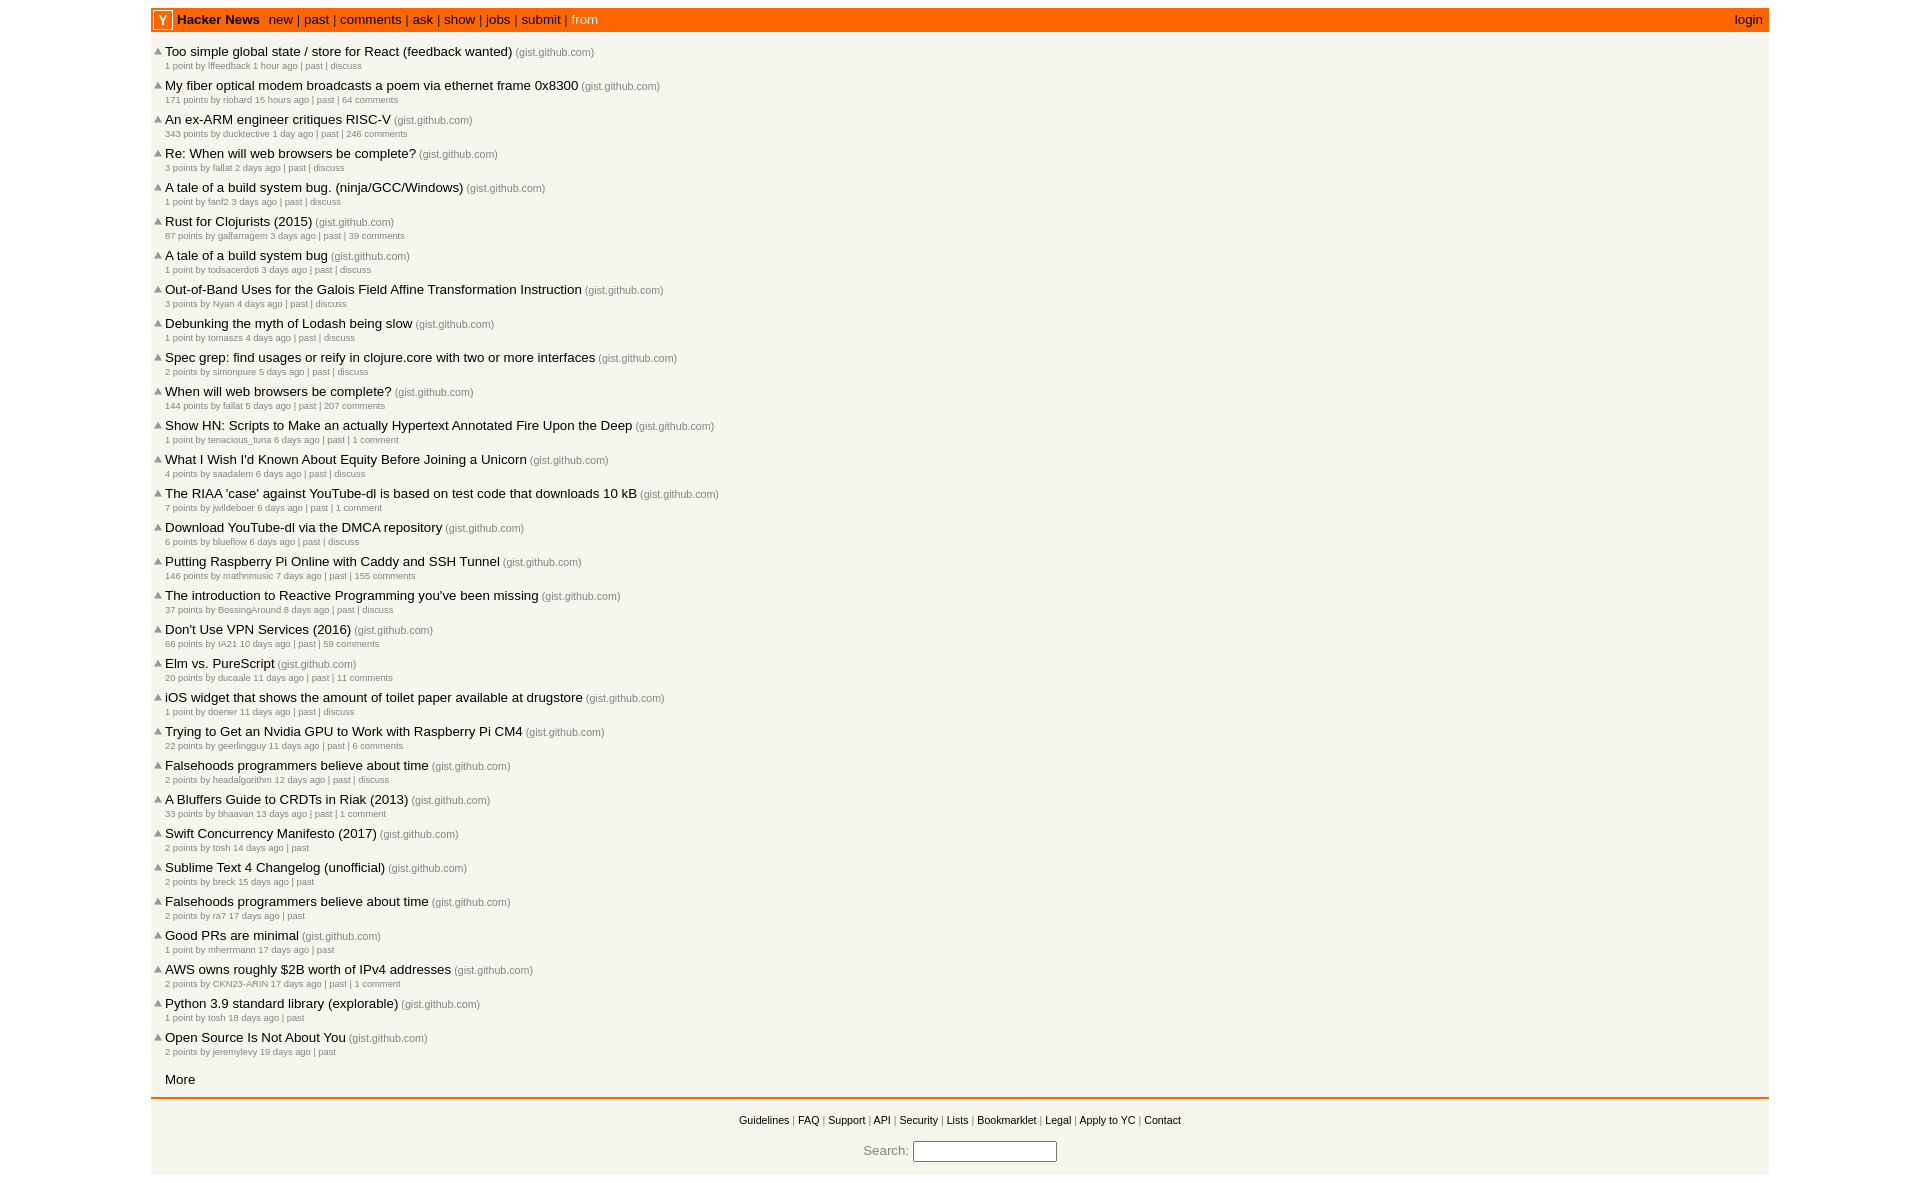 Y Hacker News new | past | comments | ask | show | jobs | submit | from login
Too simple global state / store for React (feedback wanted) (gist.github.com)
1 point by lffeedback 1 hour ago | past | discuss
My fiber optical modem broadcasts a poem via ethernet frame 0x8300 (gist.github.com)
171 points by riobard 15 hours ago | past | 64 comments
An ex-ARM engineer critiques RISC-V (gist.github.com)
343 points by ducktective 1 day ago | past | 246 comments
Re: When will web browsers be complete? (gist.github.com)
3 points by fallat 2 days ago | past | discuss
A tale of a build system bug. (ninja/GCC/Windows) (gist.github.com)
1 point by fanf2 3 days ago | past | discuss
Rust for Clojurists (2015) (gist.github.com)
87 points by galfarragem 3 days ago | past | 39 comments
A tale of a build system bug (gist.github.com)
1 point by todsacerdoti 3 days ago | past | discuss
Out-of-Band Uses for the Galois Field Affine Transformation Instruction (gist.github.com)
3 points by Nyan 4 days ago | past | discuss
Debunking the myth of Lodash being slow (gist.github.com)
1 point by tomaszs 4 days ago | past | discuss
Spec grep: find usages or reify in clojure.core with two or more interfaces (gist.github.com)
2 points by simonpure 5 days ago | past | discuss
When will web browsers be complete? (gist.github.com)
144 points by fallat 5 days ago | past | 207 comments
Show HN: Scripts to Make an actually Hypertext Annotated Fire Upon the Deep (gist.github.com)
1 point by tenacious_tuna 6 days ago | past | 1 comment
What I Wish I'd Known About Equity Before Joining a Unicorn (gist.github.com)
4 points by saadalem 6 days ago | past | discuss
The RIAA 'case' against YouTube-dl is based on test code that downloads 10 kB (gist.github.com)
7 points by jwildeboer 6 days ago | past | 1 comment
Download YouTube-dl via the DMCA repository (gist.github.com)
6 points by blueflow 6 days ago | past | discuss
Putting Raspberry Pi Online with Caddy and SSH Tunnel (gist.github.com)
146 points by mathnmusic 7 days ago | past | 155 comments
The introduction to Reactive Programming you've been missing (gist.github.com)
37 points by BossingAround 8 days ago | past | discuss
Don't Use VPN Services (2016) (gist.github.com)
66 points by IA21 10 days ago | past | 59 comments
Elm vs. PureScript (gist.github.com)
20 points by ducaale 11 days ago | past | 11 comments
iOS widget that shows the amount of toilet paper available at drugstore (gist.github.com)
1 point by doener 11 days ago | past | discuss
Trying to Get an Nvidia GPU to Work with Raspberry Pi CM4 (gist.github.com)
22 points by geerlingguy 11 days ago | past | 6 comments
Falsehoods programmers believe about time (gist.github.com)
2 points by headalgorithm 12 days ago | past | discuss
A Bluffers Guide to CRDTs in Riak (2013) (gist.github.com)
33 points by bhaavan 13 days ago | past | 1 comment
Swift Concurrency Manifesto (2017) (gist.github.com)
2 points by tosh 14 days ago | past
Sublime Text 4 Changelog (unofficial) (gist.github.com)
2 points by breck 15 days ago | past
Falsehoods programmers believe about time (gist.github.com)
2 points by ra7 17 days ago | past
Good PRs are minimal (gist.github.com)
1 point by mherrmann 17 days ago | past
AWS owns roughly $2B worth of IPv4 addresses (gist.github.com)
2 points by CKN23-ARIN 17 days ago | past | 1 comment
Python 3.9 standard library (explorable) (gist.github.com)
1 point by tosh 18 days ago | past
Open Source Is Not About You (gist.github.com)
2 points by jeremylevy 19 days ago | past
More
Guidelines | FAQ | Support | API | Security | Lists | Bookmarklet | Legal | Apply to YC | Contact
Search: